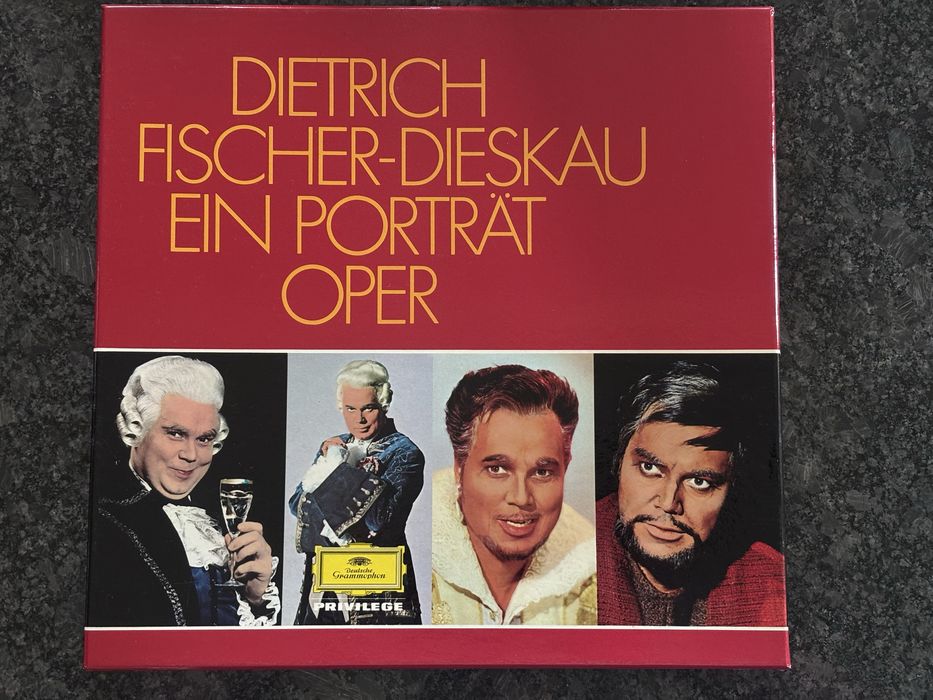 DIETRICH
FISCHER-DIESKAU
EIN PORTRÄT
OPER
Deutsche
Grammophon
PRIVILEGE